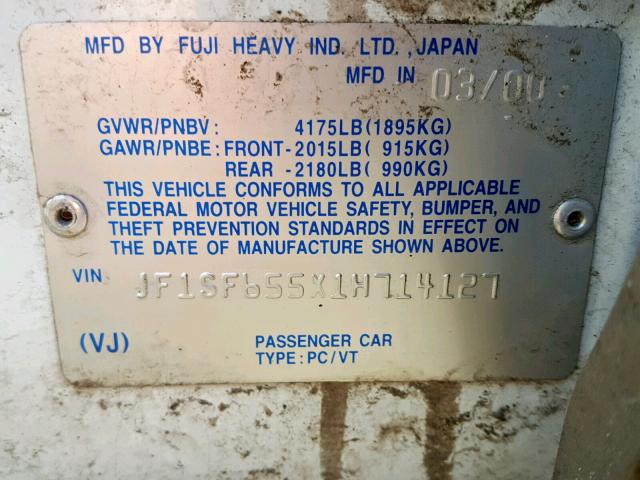 MFD BY FUJI HEAVY IND. LTD., JAPAN
MFD IN 03/00
GVWR/PNBV: 4175LB(1895KG)
GAWR/PNBE: FRONT-2015LB( 915KG)
REAR -2180LB( 990KG)
THIS VEHICLE CONFORMS TO ALL APPLICABLE
FEDERAL MOTOR VEHICLE SAFETY, BUMPER, AND
THEFT PREVENTION STANDARDS IN EFFECT ON
THE DATE OF MANUFACTURE SHOWN ABOVE.
VIN JF1SF655X1H714127
(VJ) PASSENGER CAR
TYPE: PC/VT